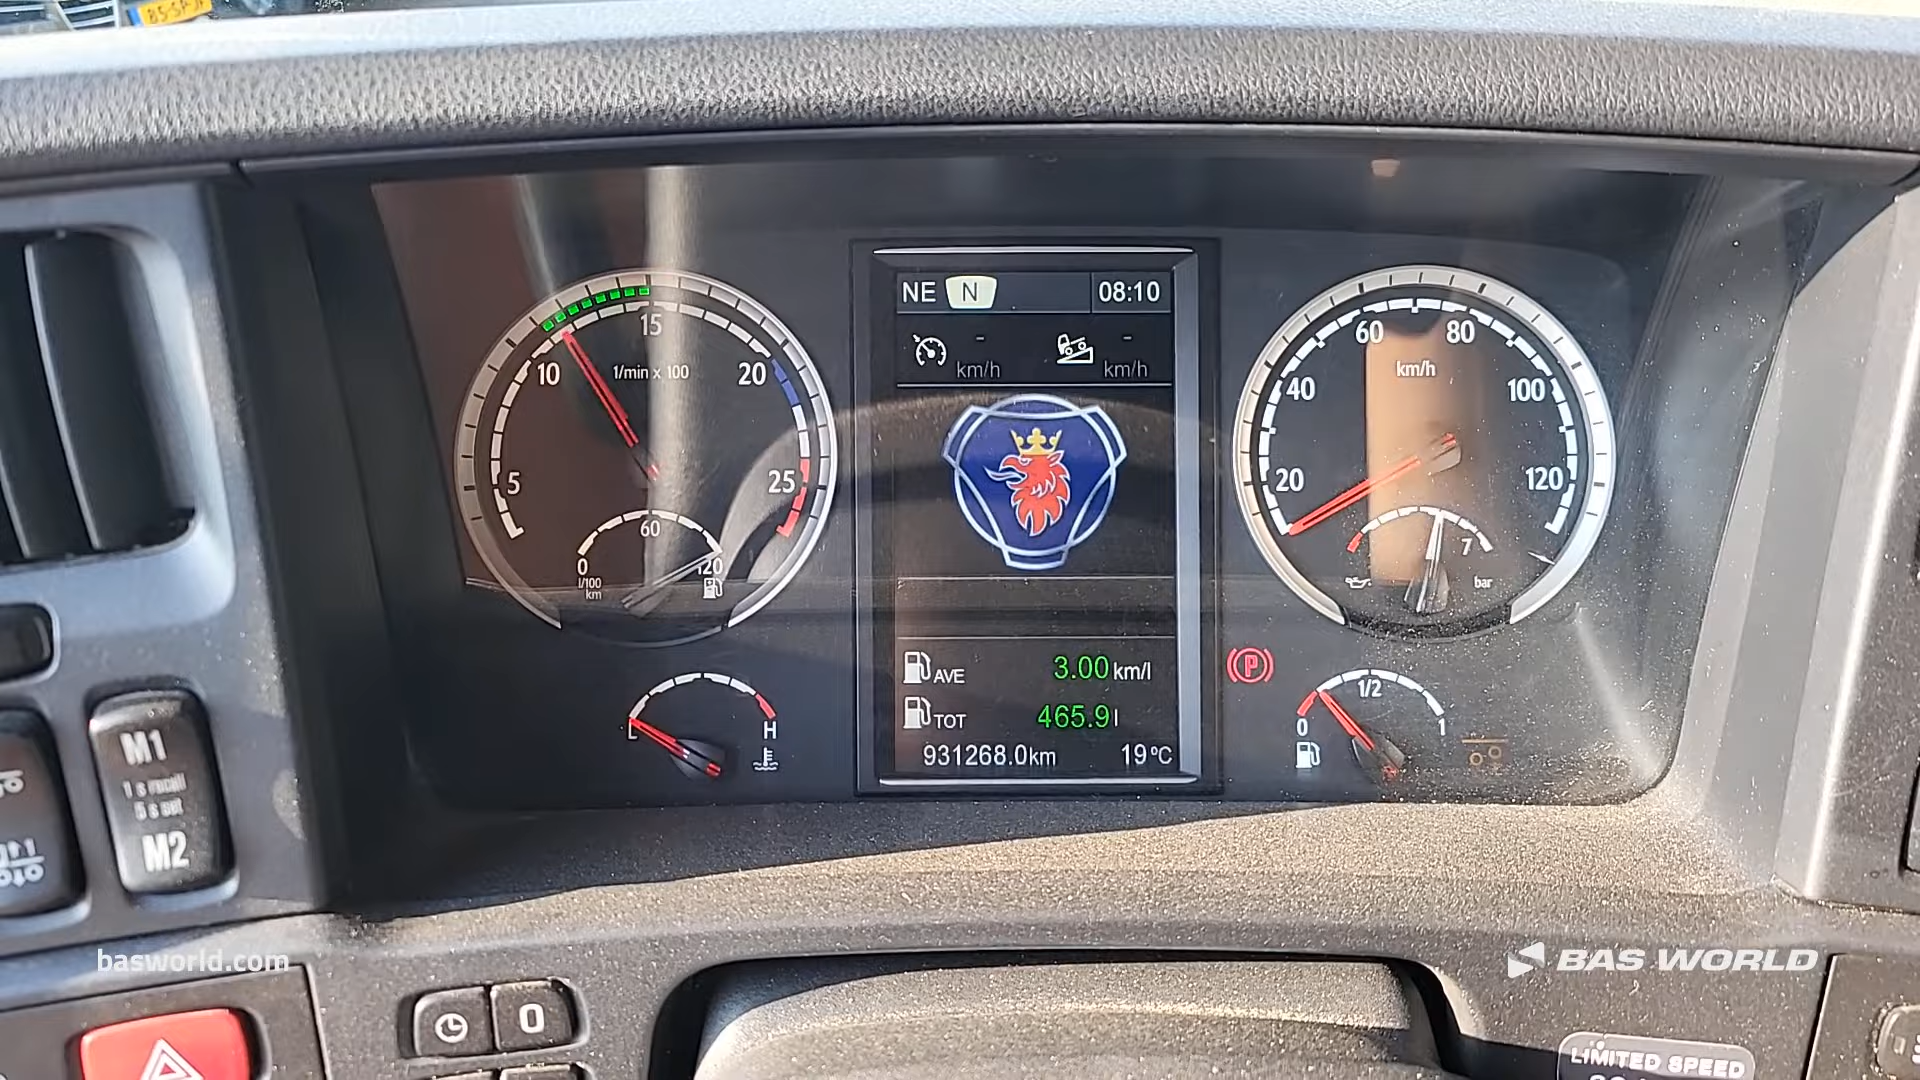 NE N 08:10
- -
km/h km/h
15
10 1/min x 100 20
5 25
60
0 120
l/100
km
60 80
km/h
40 100
20 120
7
bar
AVE 3.00 km/l
TOT 465.9 l
931268.0km 19°C
L H
P
1/2
0 1
M1
1 s recall
5 s set
M2
basworld.com
BAS WORLD
0
LIMITED SPEED